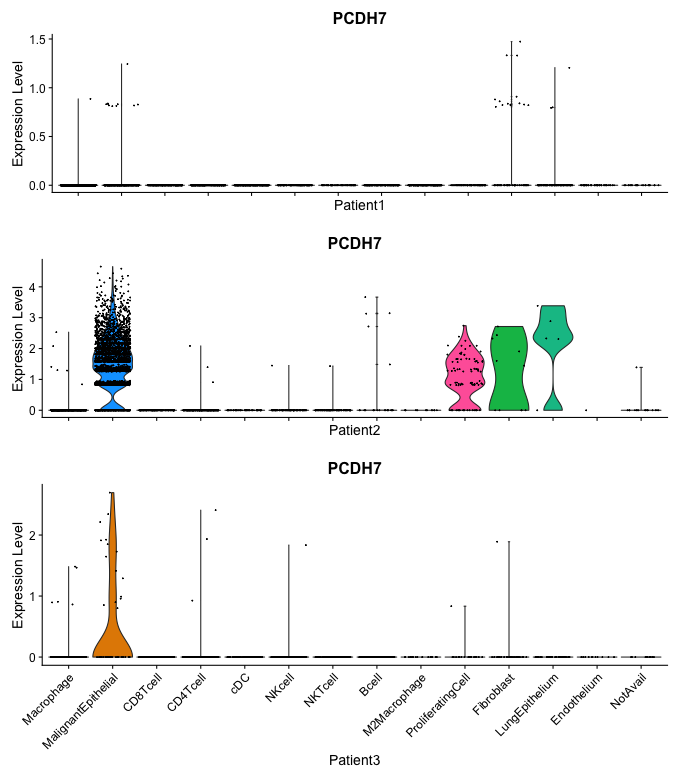 PCDH7
Expression Level
1.5
1.0
0.5
0.0
Patient1
PCDH7
Expression Level
4
3
2
1
0
Patient2
PCDH7
Expression Level
2
1
0
Macrophage
MalignantEpithelial
CD8Tcell
CD4Tcell
cDC
NKcell
NKTcell
Bcell
M2Macrophage
ProliferatingCell
Fibroblast
LungEpithelium
Endothelium
NotAvail
Patient3